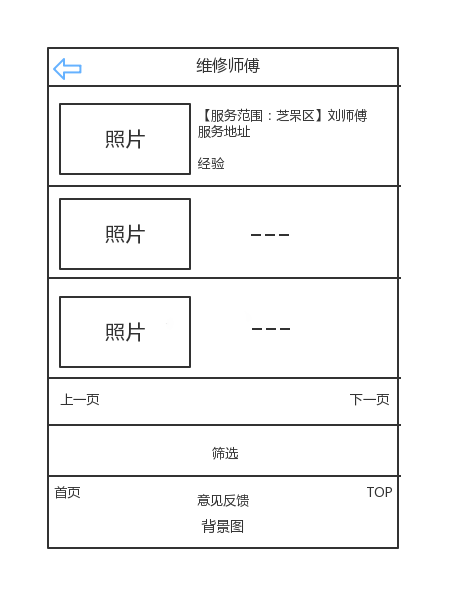 维修师傅
照片
【服务范围：芝罘区】刘师傅
服务地址
经验
照片
---
照片
---
上一页
下一页
筛选
首页
意见反馈
TOP
背景图